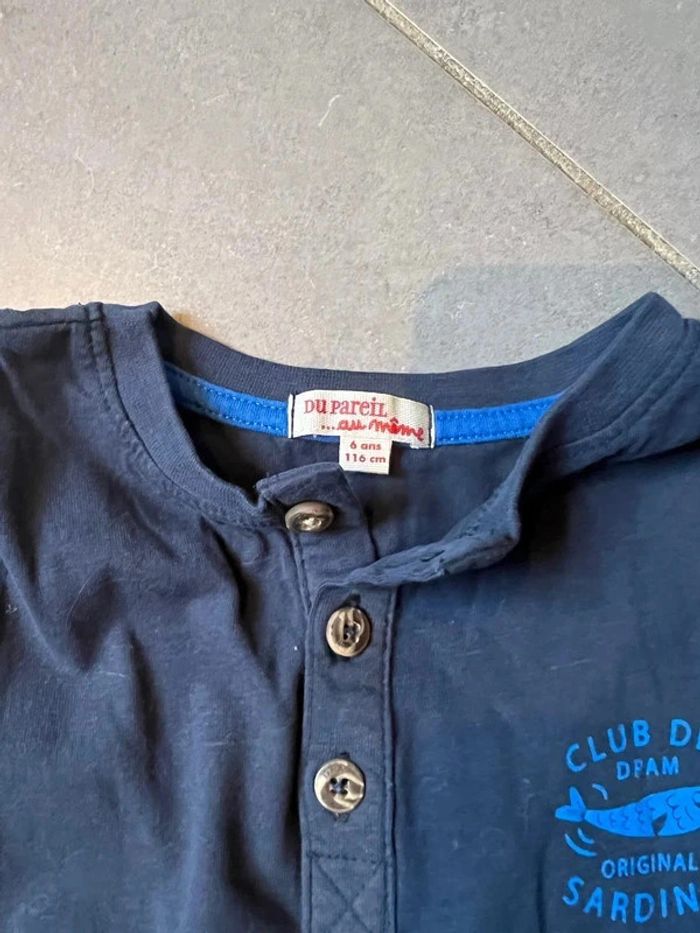 Du Pareil
...au même
6 ans
116 cm
CLUB D
DPAM
ORIGINAL
SARDIN